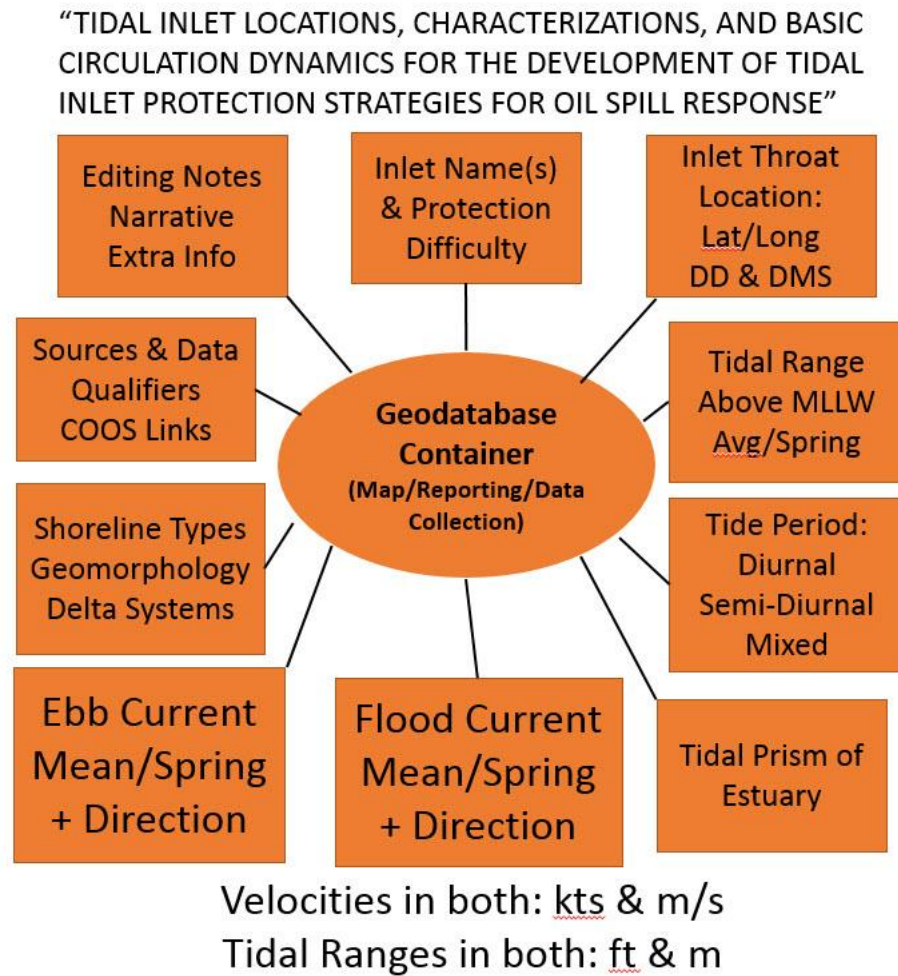 “TIDAL INLET LOCATIONS, CHARACTERIZATIONS, AND BASIC
CIRCULATION DYNAMICS FOR THE DEVELOPMENT OF TIDAL
INLET PROTECTION STRATEGIES FOR OIL SPILL RESPONSE”
Editing Notes
Narrative
Extra Info
Inlet Name(s)
& Protection
Difficulty
Inlet Throat
Location:
Lat/Long
DD & DMS
Sources & Data
Qualifiers
COOS Links
Geodatabase
Container
(Map/Reporting/Data
Collection)
Tidal Range
Above MLLW
Avg/Spring
Shoreline Types
Geomorphology
Delta Systems
Tide Period:
Diurnal
Semi-Diurnal
Mixed
Ebb Current
Mean/Spring
+ Direction
Flood Current
Mean/Spring
+ Direction
Tidal Prism of
Estuary
Velocities in both: kts & m/s
Tidal Ranges in both: ft & m